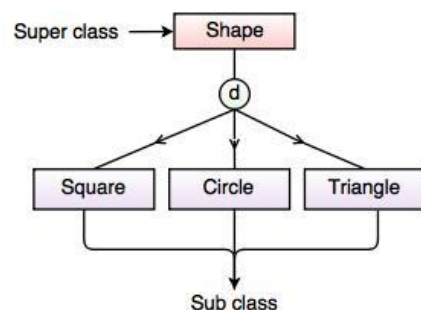 Super class
Shape
d
Square
Circle
Triangle
Sub class